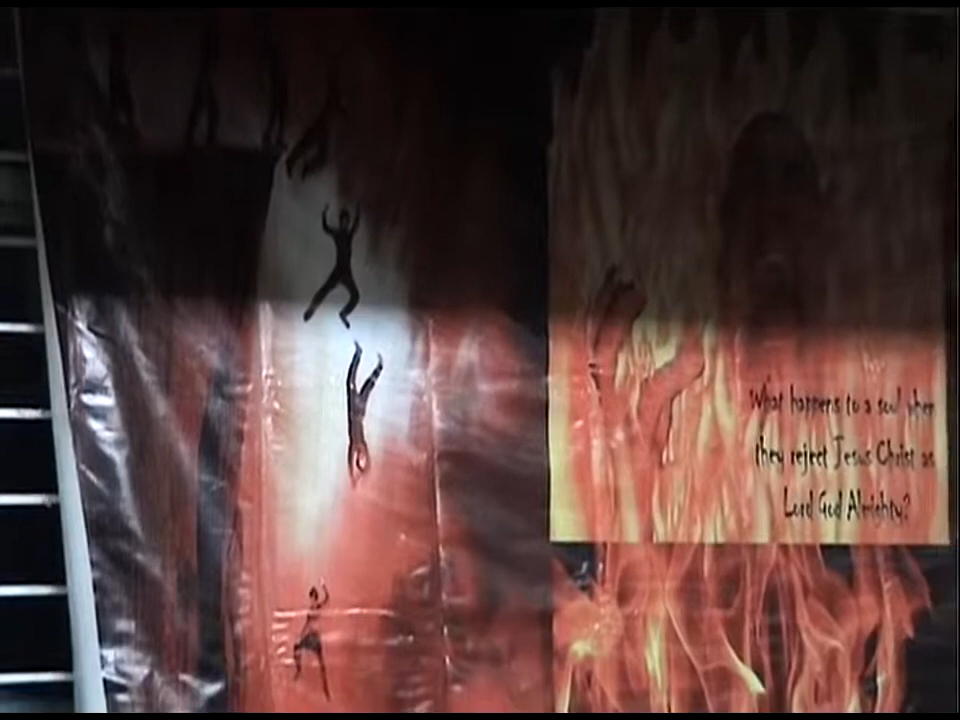 What happens to a soul when
they reject Jesus Christ as
Lord God Almighty?